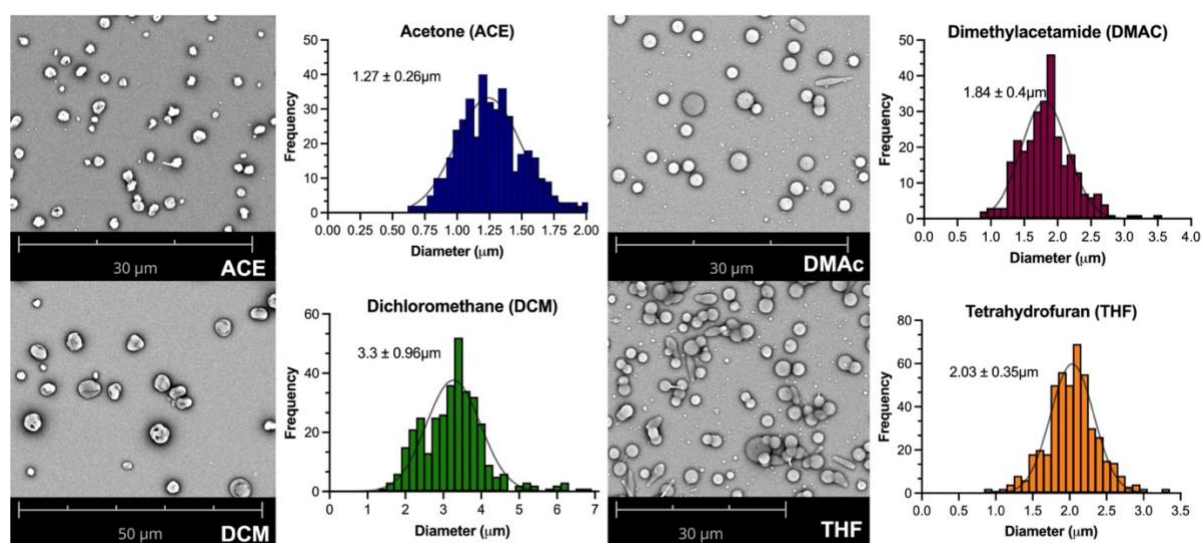 Acetone (ACE)
1.27 ± 0.26µm
Frequency
50
40
30
20
10
0
0.00 0.25 0.50 0.75 1.00 1.25 1.50 1.75 2.00
Diameter (µm)
30 µm
ACE
Dimethylacetamide (DMAC)
1.84 ± 0.4µm
Frequency
50
40
30
20
10
0
0.0 0.5 1.0 1.5 2.0 2.5 3.0 3.5 4.0
Diameter (µm)
30 µm
DMAc
Dichloromethane (DCM)
3.3 ± 0.96µm
Frequency
60
40
20
0
0 1 2 3 4 5 6 7
Diameter (µm)
50 µm
DCM
Tetrahydrofuran (THF)
2.03 ± 0.35µm
Frequency
80
60
40
20
0
0.0 0.5 1.0 1.5 2.0 2.5 3.0 3.5
Diameter (µm)
30 µm
THF